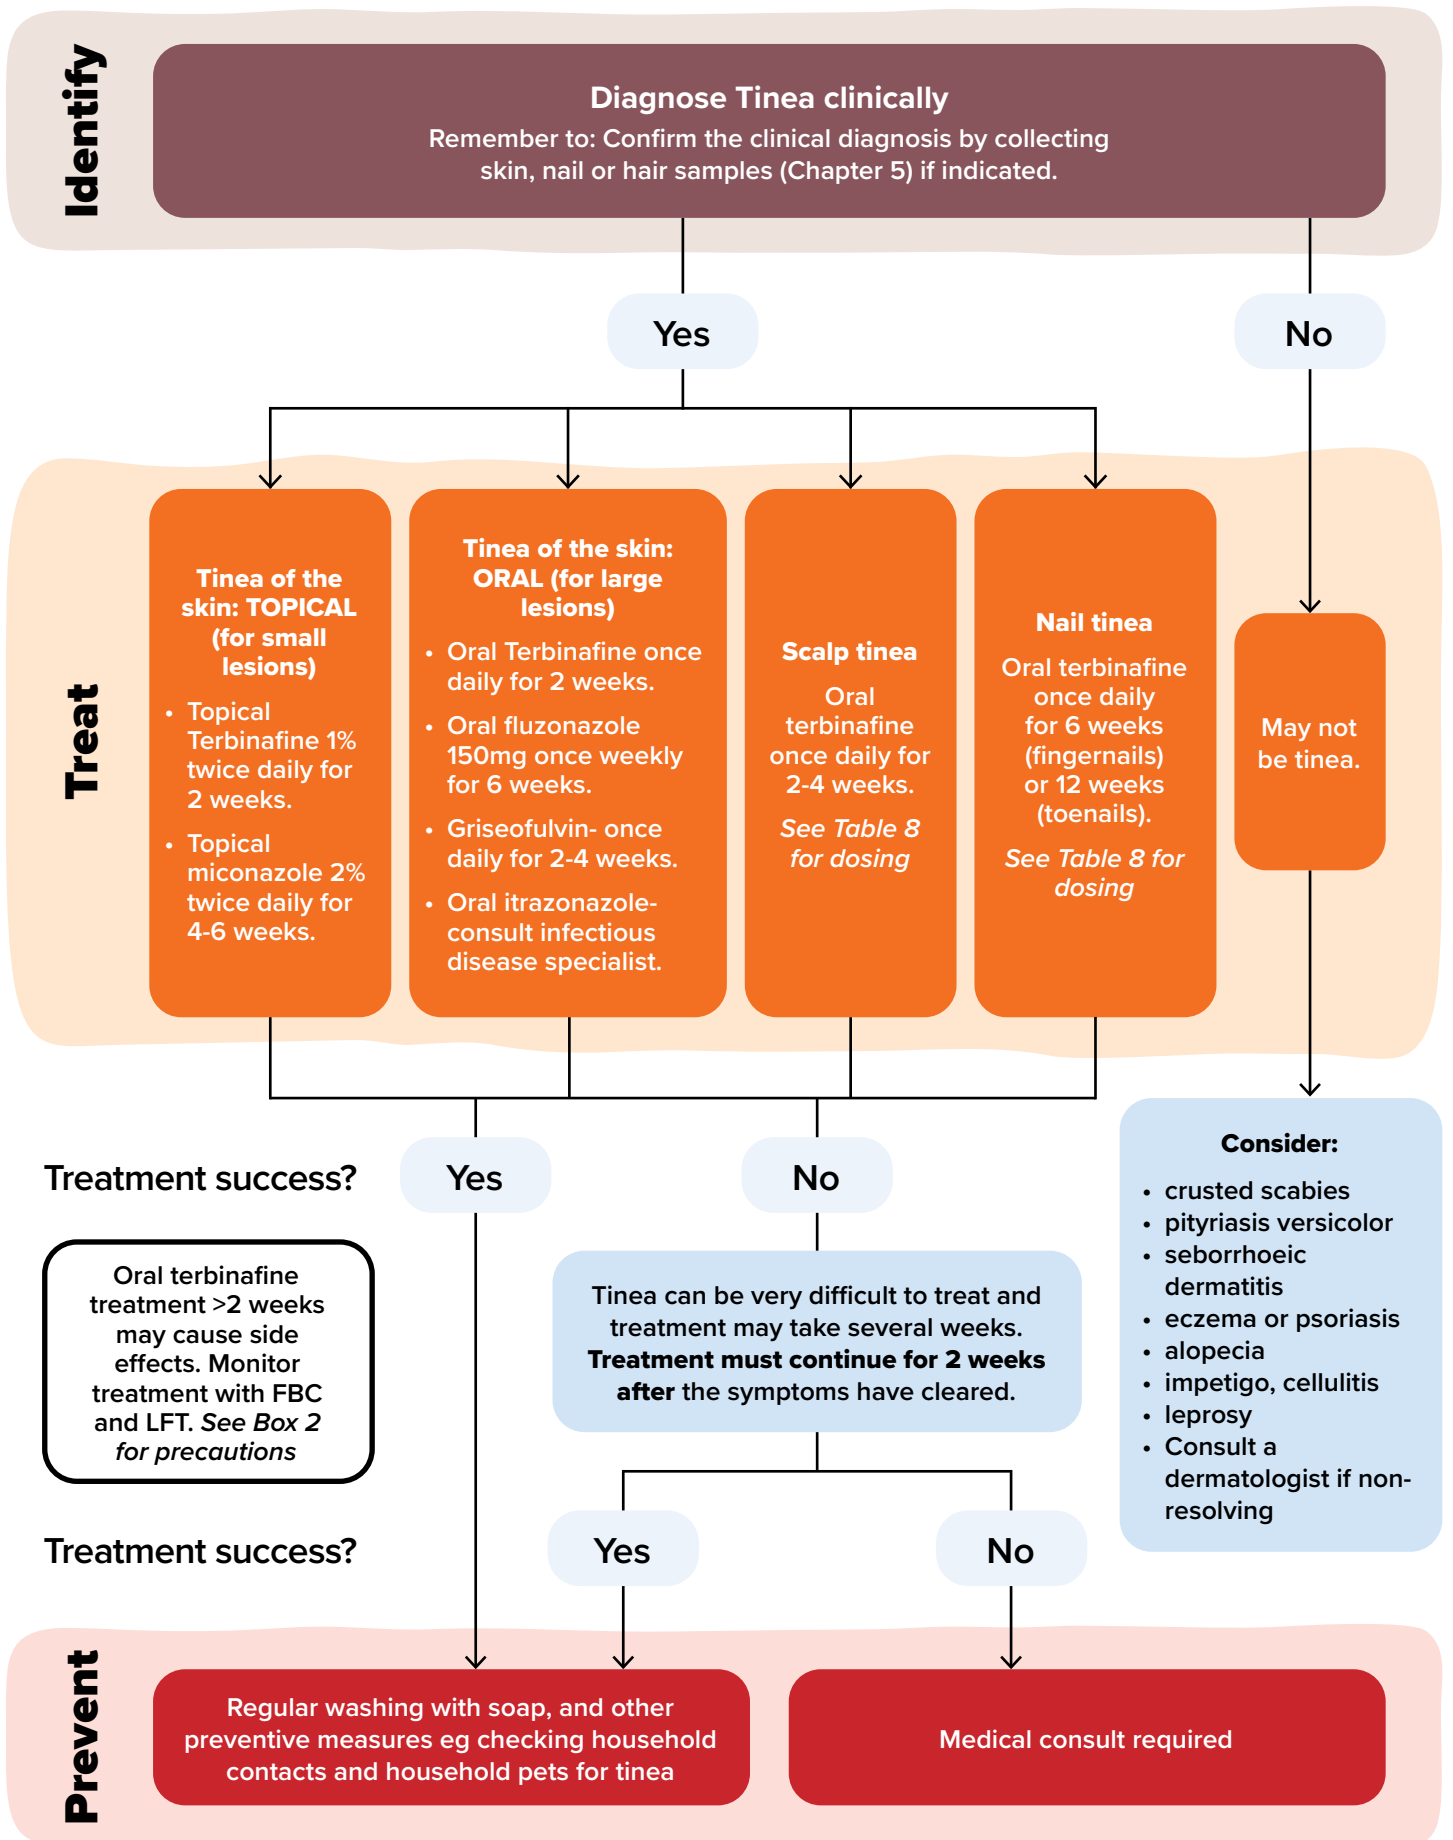 Identify
Diagnose Tinea clinically
Remember to: Confirm the clinical diagnosis by collecting
skin, nail or hair samples (Chapter 5) if indicated.
Yes
No
Treat
Tinea of the
skin: TOPICAL
(for small
lesions)
• Topical
Terbinafine 1%
twice daily for
2 weeks.
• Topical
miconazole 2%
twice daily for
4-6 weeks.
Tinea of the skin:
ORAL (for large
lesions)
• Oral Terbinafine once
daily for 2 weeks.
• Oral fluzonazole
150mg once weekly
for 6 weeks.
• Griseofulvin- once
daily for 2-4 weeks.
• Oral itrazonazole-
consult infectious
disease specialist.
Scalp tinea
Oral
terbinafine
once daily for
2-4 weeks.
See Table 8
for dosing
Nail tinea
Oral terbinafine
once daily
for 6 weeks
(fingernails)
or 12 weeks
(toenails).
See Table 8 for
dosing
May not
be tinea.
Treatment success?
Yes
No
Consider:
• crusted scabies
• pityriasis versicolor
• seborrhoeic
dermatitis
• eczema or psoriasis
• alopecia
• impetigo, cellulitis
• leprosy
• Consult a
dermatologist if non-
resolving
Oral terbinafine
treatment >2 weeks
may cause side
effects. Monitor
treatment with FBC
and LFT. See Box 2
for precautions
Tinea can be very difficult to treat and
treatment may take several weeks.
Treatment must continue for 2 weeks
after the symptoms have cleared.
Treatment success?
Yes
No
Prevent
Regular washing with soap, and other
preventive measures eg checking household
contacts and household pets for tinea
Medical consult required